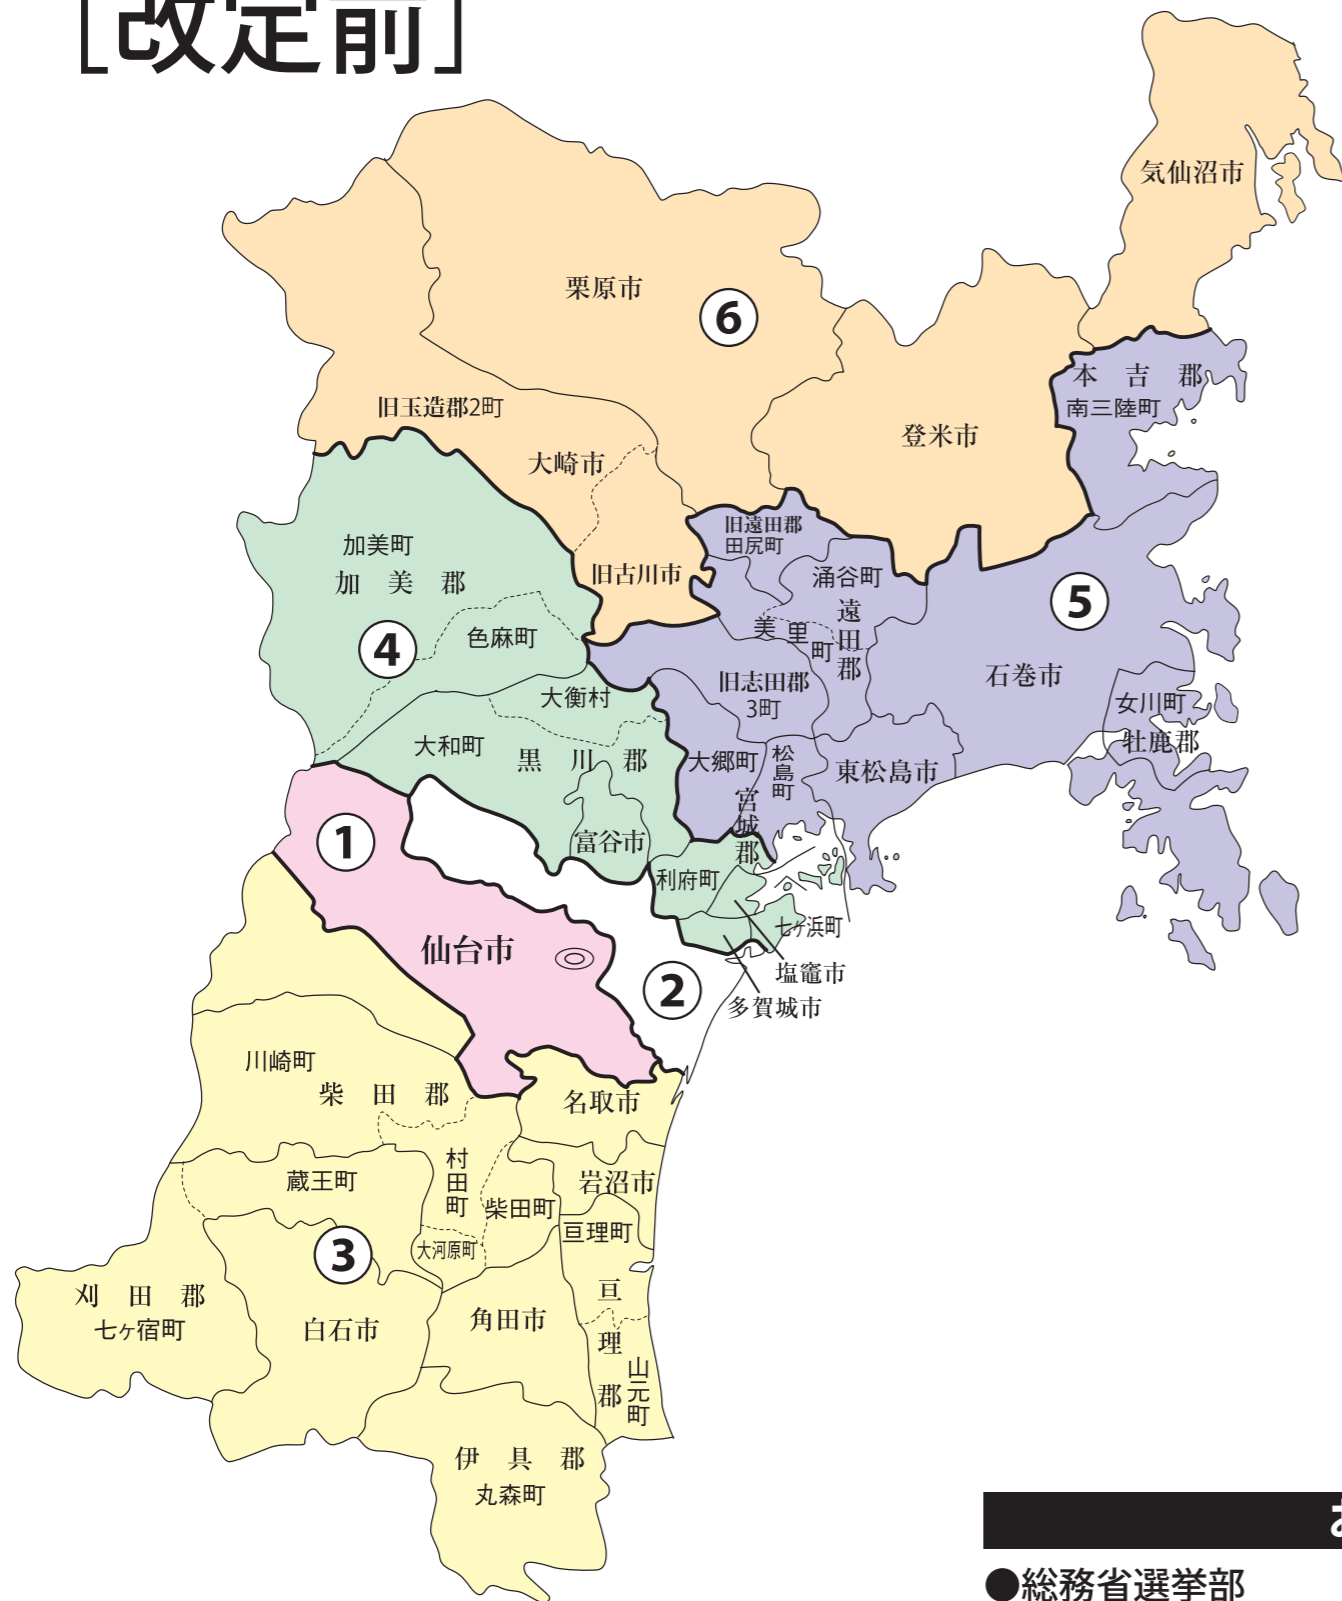 [改定前]
気仙沼市
栗原市
⑥
本吉郡
南三陸町
旧玉造郡2町
登米市
大崎市
旧遠田郡
田尻町
加美町
旧古川市
涌谷町
加美郡
⑤
遠田郡
美里町
色麻町
④
石巻市
旧志田郡
3町
大衡村
女川町
牡鹿郡
大和町
黒川郡
大郷町
松島町
東松島市
宮城郡
①
富谷市
利府町
七ヶ浜町
仙台市
塩竈市
②
多賀城市
川崎町
柴田郡
名取市
村田町
蔵王町
岩沼市
柴田町
亘理町
③
大河原町
刈田郡
七ヶ宿町
亘理郡
白石市
角田市
山元町
伊具郡
丸森町
●総務省選挙部